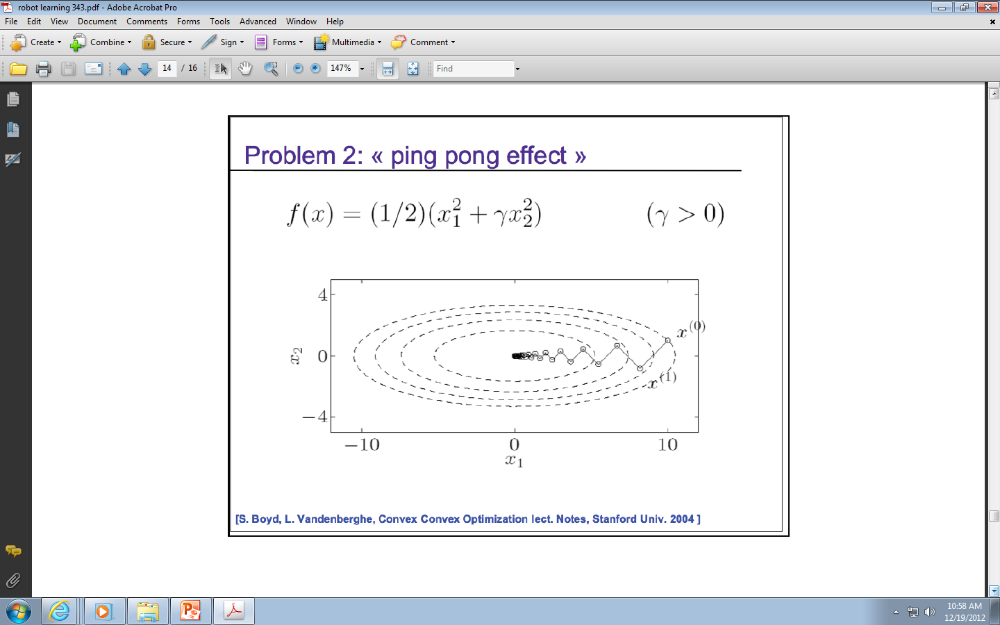 robot learning 343.pdf - Adobe Acrobat Pro
File Edit View Document Comments Forms Tools Advanced Window Help
Create Combine Secure Sign Forms Multimedia Comment
14 / 16 147% Find
Problem 2: « ping pong effect »
f(x) = (1/2)(x₁² + γx₂²) (γ > 0)
4
x⁽⁰⁾
x₂ 0
x⁽¹⁾
−4
−10 0 10
x₁
[S. Boyd, L. Vandenberghe, Convex Convex Optimization lect. Notes, Stanford Univ. 2004 ]
10:58 AM
12/19/2012